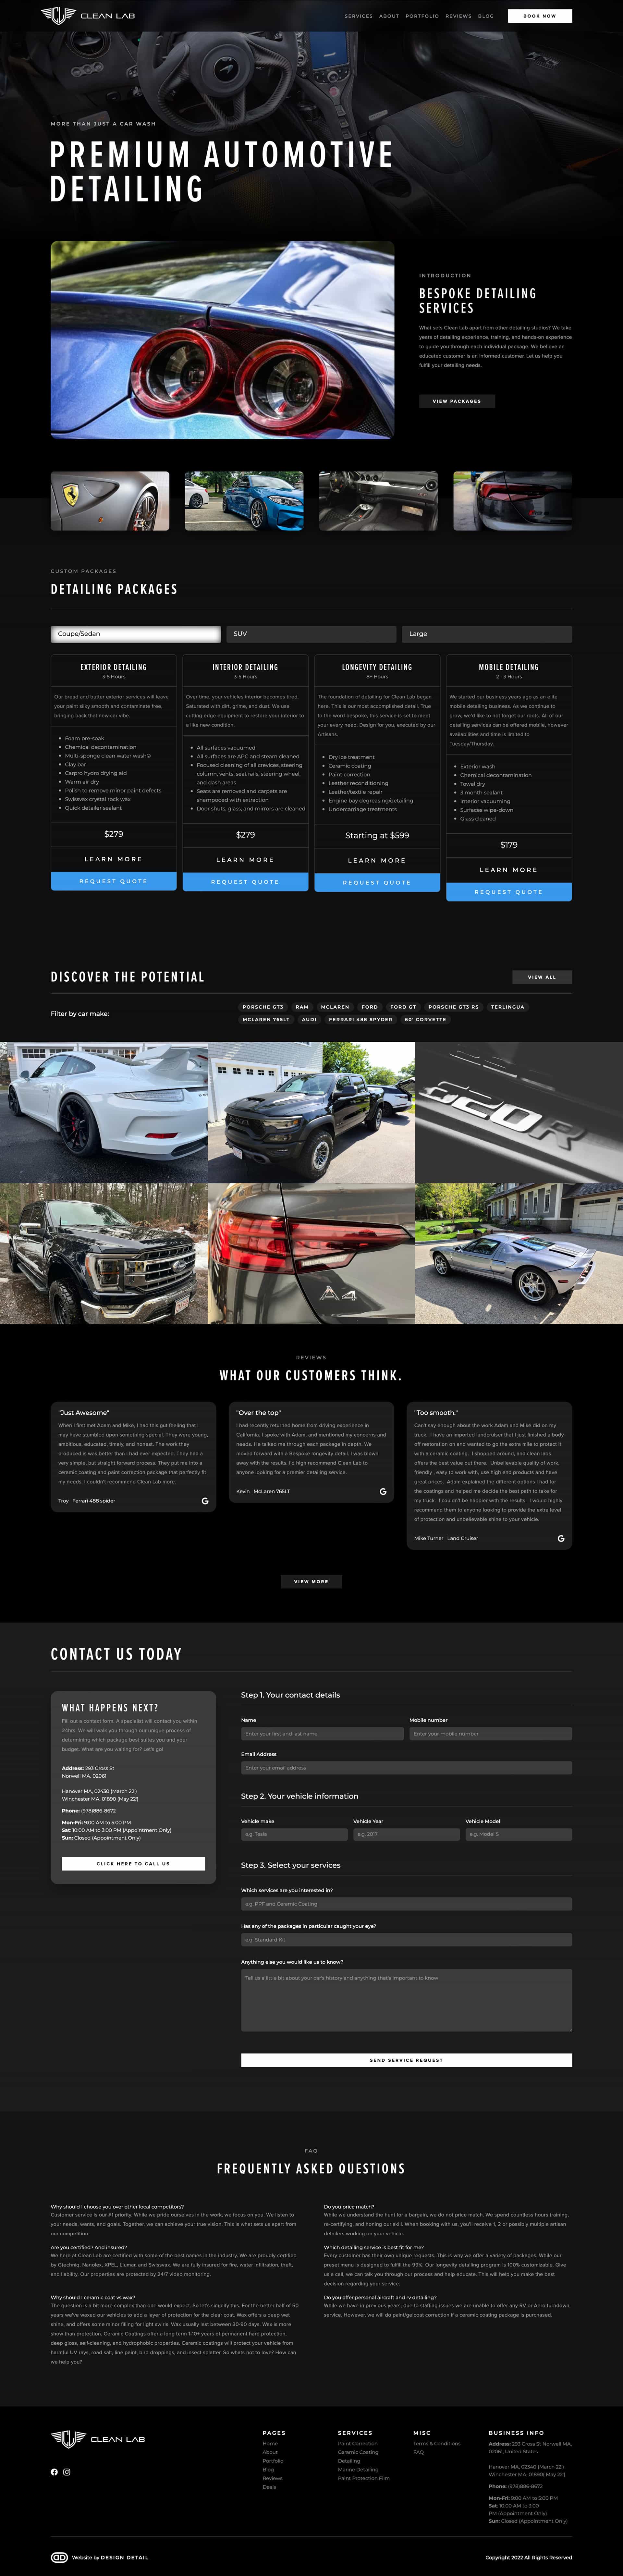 CLEAN LAB
SERVICES ABOUT PORTFOLIO REVIEWS BLOG
BOOK NOW
MORE THAN JUST A CAR WASH
PREMIUM AUTOMOTIVE
DETAILING
INTRODUCTION
BESPOKE DETAILING
SERVICES
What sets Clean Lab apart from other detailing studios? We take
years of detailing experience, training, and hands-on experience
to guide you through each individual package. We believe an
educated customer is an informed customer. Let us help you
fulfill your detailing needs.
VIEW PACKAGES
CUSTOM PACKAGES
DETAILING PACKAGES
Coupe/Sedan
SUV
Large
EXTERIOR DETAILING
3-5 Hours
Our bread and butter exterior services will leave
your paint silky smooth and contaminate free,
bringing back that new car vibe.
Foam pre-soak
Chemical decontamination
Multi-sponge clean water wash©
Clay bar
Carpro hydro drying aid
Warm air dry
Polish to remove minor paint defects
Swissvax crystal rock wax
Quick detailer sealant
$279
LEARN MORE
REQUEST QUOTE
INTERIOR DETAILING
3-5 Hours
Over time, your vehicles interior becomes tired.
Saturated with dirt, grime, and dust. We use
cutting edge equipment to restore your interior to
a like new condition.
All surfaces vacuumed
All surfaces are APC and steam cleaned
Focused cleaning of all crevices, steering
column, vents, seat rails, steering wheel,
and dash areas
Seats are removed and carpets are
shampooed with extraction
Door shuts, glass, and mirrors are cleaned
$279
LEARN MORE
REQUEST QUOTE
LONGEVITY DETAILING
8+ Hours
The foundation of detailing for Clean Lab began
here. This is our most accomplished detail. True
to the word bespoke, this service is set to meet
your every need. Design for you, executed by our
Artisans.
Dry ice treatment
Ceramic coating
Paint correction
Leather reconditioning
Leather/textile repair
Engine bay degreasing/detailing
Undercarriage treatments
Starting at $599
LEARN MORE
REQUEST QUOTE
MOBILE DETAILING
2 - 3 Hours
We started our business years ago as an elite
mobile detailing business. As we continue to
grow, we'd like to not forget our roots. All of our
detailing services can be offered mobile, however
availabilities and time is limited to
Tuesday/Thursday.
Exterior wash
Chemical decontamination
Towel dry
3 month sealant
Interior vacuuming
Surfaces wipe-down
Glass cleaned
$179
LEARN MORE
REQUEST QUOTE
DISCOVER THE POTENTIAL
VIEW ALL
Filter by car make:
PORSCHE GT3 RAM MCLAREN FORD FORD GT PORSCHE GT3 RS TERLINGUA
MCLAREN 765LT AUDI FERRARI 488 SPYDER 60' CORVETTE
620R
REVIEWS
WHAT OUR CUSTOMERS THINK.
"Just Awesome"
When I first met Adam and Mike, I had this gut feeling that I
may have stumbled upon something special. They were young,
ambitious, educated, timely, and honest. The work they
produced is was better than I had ever expected. They had a
very simple, but straight forward process. They put me into a
ceramic coating and paint correction package that perfectly fit
my needs. I couldn't recommend Clean Lab more.
Troy Ferrari 488 spider
G
"Over the top"
I had recently returned home from driving experience in
California. I spoke with Adam, and mentioned my concerns and
needs. He talked me through each package in depth. We
moved forward with a Bespoke longevity detail. I was blown
away with the results. I'd high recommend Clean Lab to
anyone looking for a premier detailing service.
Kevin McLaren 765LT
G
"Too smooth."
Can't say enough about the work Adam and Mike did on my
truck. I have an imported landcruiser that I just finished a body
off restoration on and wanted to go the extra mile to protect it
with a ceramic coating. I shopped around, and clean labs
offers the best value out there. Unbelievable quality of work,
friendly , easy to work with, use high end products and have
great prices. Adam explained the different options I had for
the coatings and helped me decide the best path to take for
my truck. I couldn't be happier with the results. I would highly
recommend them to anyone looking to provide the extra level
of protection and unbelievable shine to your vehicle.
Mike Turner Land Cruiser
G
VIEW MORE
CONTACT US TODAY
WHAT HAPPENS NEXT?
Fill out a contact form. A specialist will contact you within
24hrs. We will walk you through our unique process of
determining which package best suites you and your
budget. What are you waiting for? Let's go!
Address: 293 Cross St
Norwell MA, 02061
Hanover MA, 02430 (March 22')
Winchester MA, 01890 (May 22')
Phone: (978)886-8672
Mon-Fri: 9:00 AM to 5:00 PM
Sat: 10:00 AM to 3:00 PM (Appointment Only)
Sun: Closed (Appointment Only)
CLICK HERE TO CALL US
Step 1. Your contact details
Name
Mobile number
Enter your first and last name
Enter your mobile number
Email Address
Enter your email address
Step 2. Your vehicle information
Vehicle make
Vehicle Year
Vehicle Model
e.g. Tesla
e.g. 2017
e.g. Model S
Step 3. Select your services
Which services are you interested in?
e.g. PPF and Ceramic Coating
Has any of the packages in particular caught your eye?
e.g. Standard Kit
Anything else you would like us to know?
Tell us a little bit about your car's history and anything that's important to know
SEND SERVICE REQUEST
FAQ
FREQUENTLY ASKED QUESTIONS
Why should I choose you over other local competitors?
Customer service is our #1 priority. While we pride ourselves in the work, we focus on you. We listen to
your needs, wants, and goals. Together, we can achieve your true vision. This is what sets us apart from
our competition.
Are you certified? And insured?
We here at Clean Lab are certified with some of the best names in the industry. We are proudly certified
by Gtechniq, Nanolex, XPEL, Llumar, and Swissvax. We are fully insured for fire, water infiltration, theft,
and liability. Our properties are protected by 24/7 video monitoring.
Why should I ceramic coat vs wax?
The question is a lot more complex than one would expect. So let's simplify this. For the better half of 50
years we've waxed our vehicles to add a layer of protection for the clear coat. Wax offers a deep wet
shine, and offers some minor filling for light swirls. Wax usually last between 30-90 days. Wax is more
show than protection. Ceramic Coatings offer a long term 1-10+ years of permanent hard protection,
deep gloss, self-cleaning, and hydrophobic properties. Ceramic coatings will protect your vehicle from
harmful UV rays, road salt, line paint, bird droppings, and insect splatter. So whats not to love? How can
we help you?
Do you price match?
While we understand the hunt for a bargain, we do not price match. We spend countless hours training,
re-certifying, and honing our skill. When booking with us, you'll receive 1, 2 or possibly multiple artisan
detailers working on your vehicle.
Which detailing service is best fit for me?
Every customer has their own unique requests. This is why we offer a variety of packages. While our
preset menu is designed to fulfill the 99%. Our longevity detailing program is 100% customizable. Give
us a call, we can talk you through our process and help educate. This will help you make the best
decision regarding your service.
Do you offer personal aircraft and rv detailing?
While we have in previous years, due to staffing issues we are unable to offer any RV or Aero turndown,
service. However, we will do paint/gelcoat correction if a ceramic coating package is purchased.
CLEAN LAB
PAGES
Home
About
Portfolio
Blog
Reviews
Deals
SERVICES
Paint Correction
Ceramic Coating
Detailing
Marine Detailing
Paint Protection Film
MISC
Terms & Conditions
FAQ
BUSINESS INFO
Address: 293 Cross St Norwell MA,
02061, United States
Hanover MA, 02340 (March 22')
Winchester MA, 01890( May 22')
Phone: (978)886-8672
Mon-Fri: 9:00 AM to 5:00 PM
Sat: 10:00 AM to 3:00
PM (Appointment Only)
Sun: Closed (Appointment Only)
Website by DESIGN DETAIL
Copyright 2022 All Rights Reserved